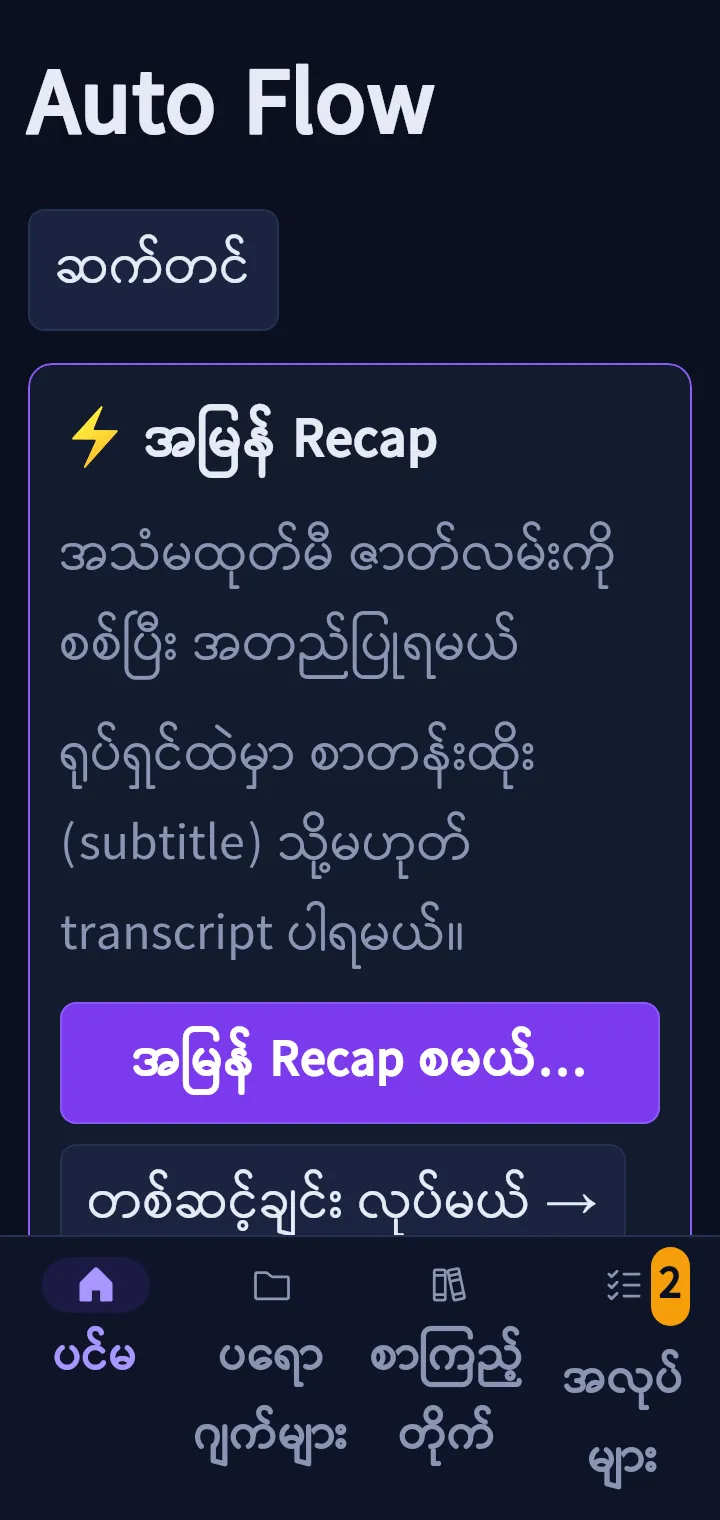 Auto Flow
ဆက်တင်
⚡ အမြန် Recap
အသံမထုတ်မီ ဇာတ်လမ်းကို
စစ်ပြီး အတည်ပြုရမယ်
ရုပ်ရှင်ထဲမှာ စာတန်းထိုး
(subtitle) သို့မဟုတ်
transcript ပါရမယ်။
အမြန် Recap စမယ်...
တစ်ဆင့်ချင်း လုပ်မယ် →
2
ပင်မ
ပရော
ဂျက်များ
စာကြည့်
တိုက်
အလုပ်
များ